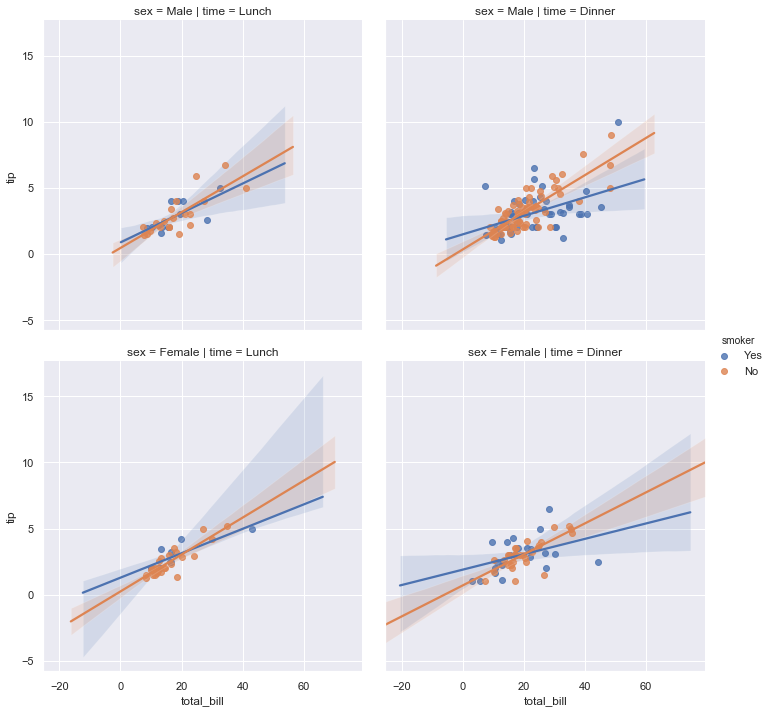 sex = Male | time = Lunch
sex = Male | time = Dinner
15
10
5
0
−5
tip
smoker
Yes
No
sex = Female | time = Lunch
sex = Female | time = Dinner
15
10
5
0
−5
tip
−20 0 20 40 60
−20 0 20 40 60
total_bill
total_bill